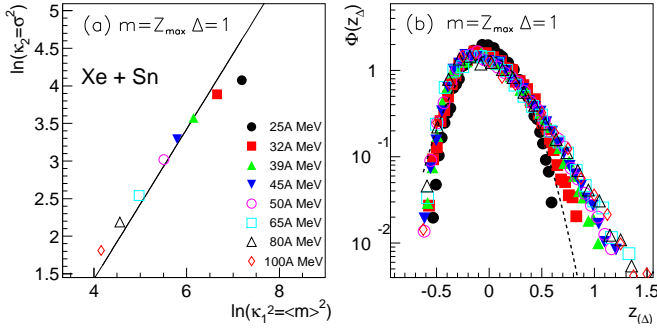 (a) m=Z_max Δ=1
Xe + Sn
ln(κ₂=σ²)
5
4.5
4
3.5
3
2.5
2
1.5
25A MeV
32A MeV
39A MeV
45A MeV
50A MeV
65A MeV
80A MeV
100A MeV
4
6
8
ln(κ₁²=<m>²)
(b) m=Z_max Δ=1
Φ(z_Δ)
1
10⁻¹
10⁻²
-0.5
0
0.5
1
1.5
z_(Δ)